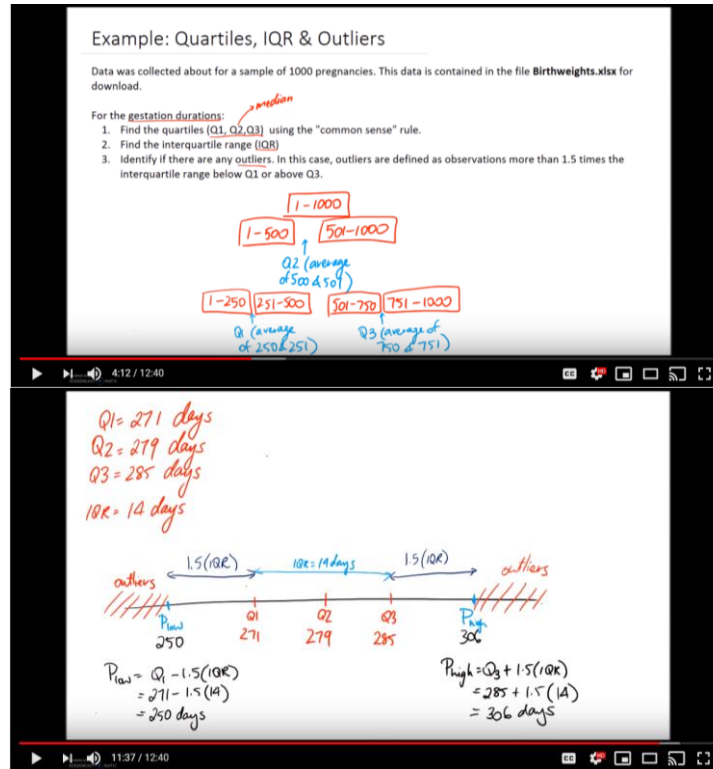 Example: Quartiles, IQR & Outliers
Data was collected about for a sample of 1000 pregnancies. This data is contained in the file Birthweights.xlsx for
download.
median
For the gestation durations:
1. Find the quartiles (Q1, Q2,Q3) using the "common sense" rule.
2. Find the interquartile range (IQR)
3. Identify if there are any outliers. In this case, outliers are defined as observations more than 1.5 times the
interquartile range below Q1 or above Q3.
1-1000
1-500 501-1000
Q2 (average
of 500 & 501)
1-250 251-500 501-750 751-1000
Q1 (average Q3 (average of
of 250 & 251) 750 & 751)
4:12 / 12:40
CC HD
Q1= 271 days
Q2= 279 days
Q3 = 285 days
IQR= 14 days
1.5(IQR) IQR=14days 1.5(IQR)
outliers outliers
Plow Q1 Q2 Q3 Phigh
250 271 279 285 306
Plow = Q1 - 1.5(IQR) Phigh = Q3 + 1.5(IQR)
= 271 - 1.5(14) = 285 + 1.5(14)
= 250 days = 306 days
11:37 / 12:40
CC HD